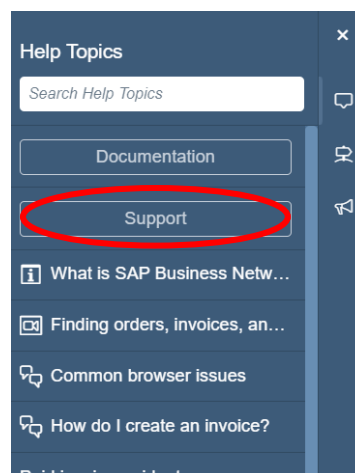 Help Topics
Search Help Topics
Documentation
Support
What is SAP Business Netw...
Finding orders, invoices, an...
Common browser issues
How do I create an invoice?